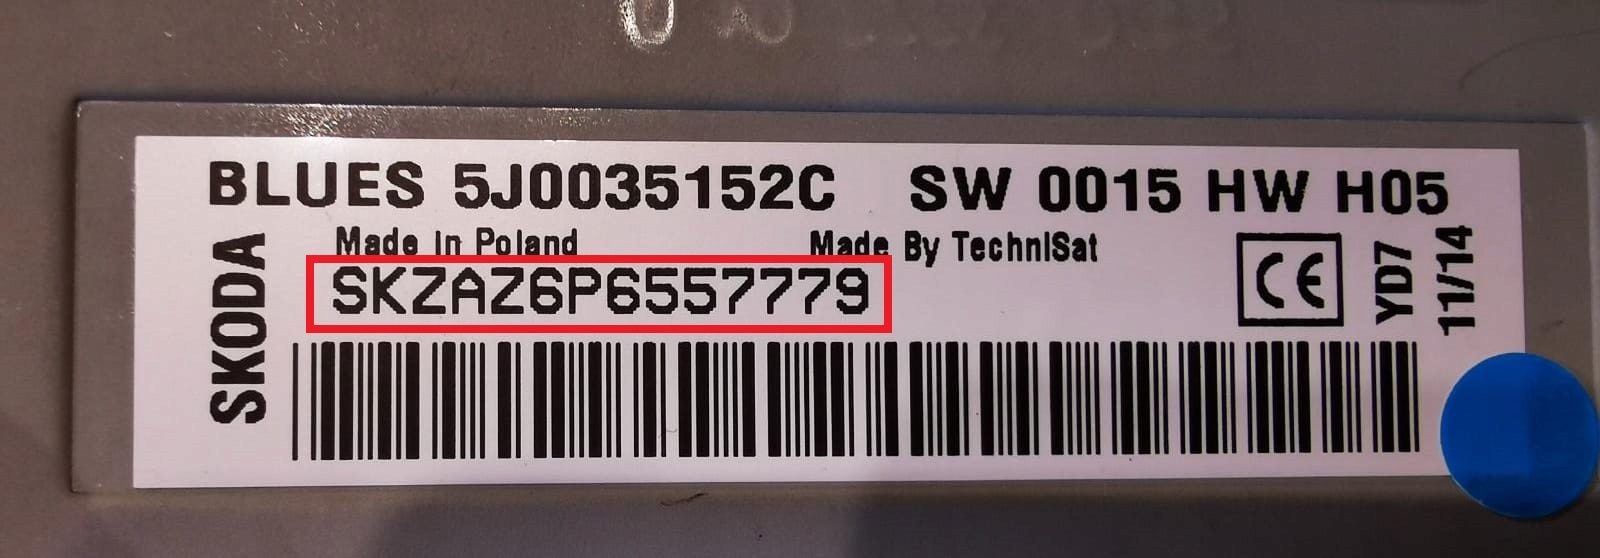 BLUES 5J0035152C SW 0015 HW H05
Made In Poland Made By TechniSat
SKZAZ6P6557779
SKODA
CE
YD7
11/14